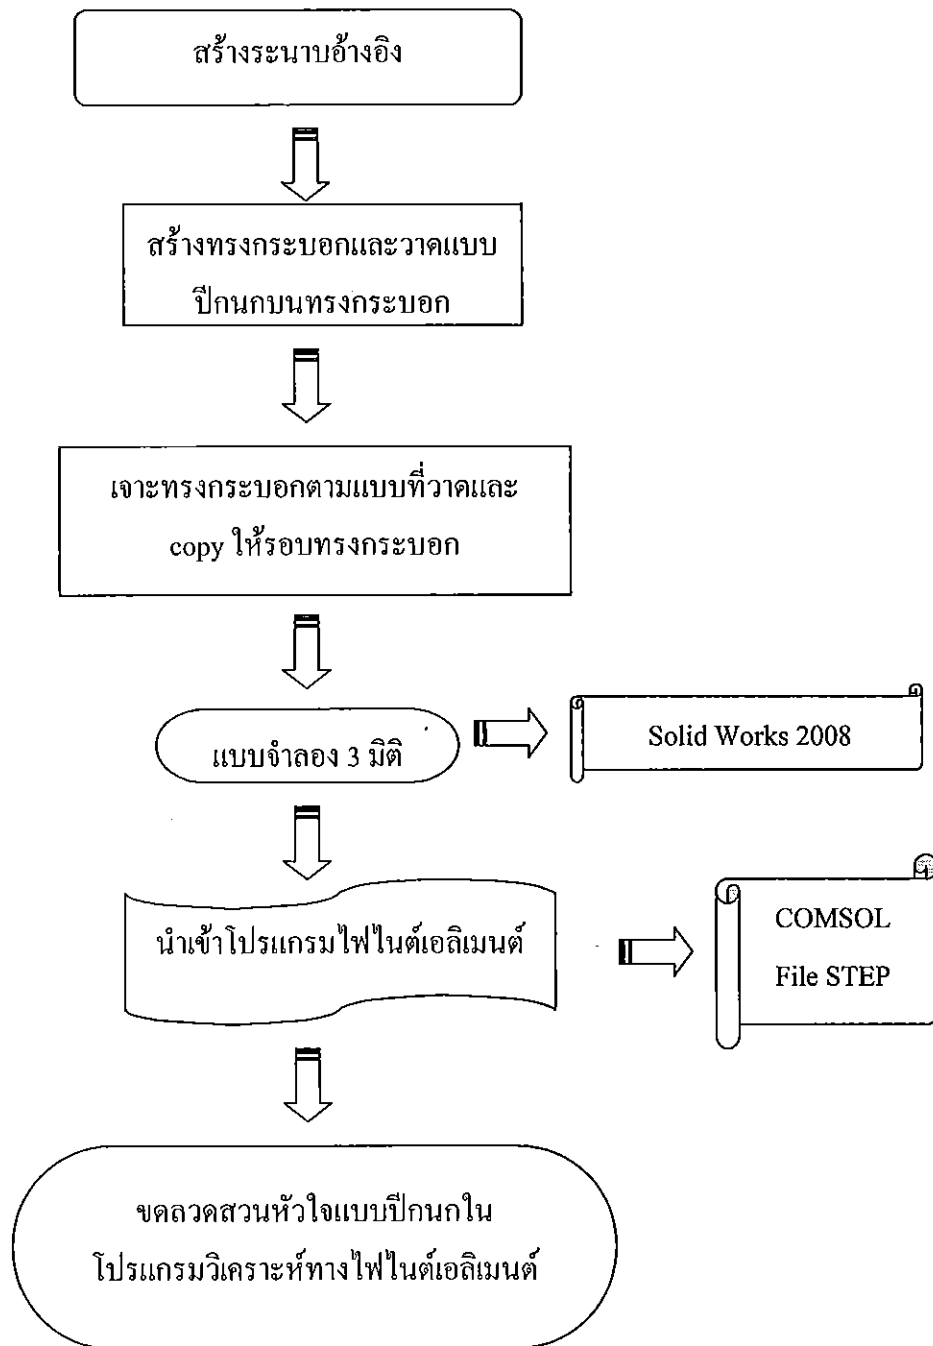 สร้างระนาบอ้างอิง
สร้างทรงกระบอกและวาดแบบ
ปีกนกบนทรงกระบอก
เจาะทรงกระบอกตามแบบที่วาดและ
copy ให้รอบทรงกระบอก
แบบจำลอง 3 มิติ
Solid Works 2008
นำเข้าโปรแกรมไฟไนต์เอลิเมนต์
COMSOL
File STEP
ขดลวดสวนหัวใจแบบปีกนกใน
โปรแกรมวิเคราะห์ทางไฟไนต์เอลิเมนต์